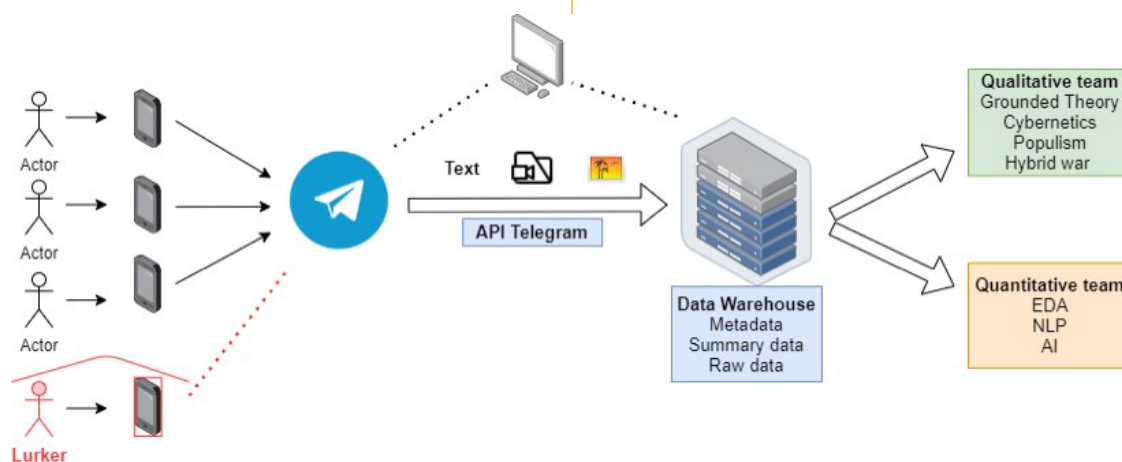 Actor
Actor
Actor
Lurker
Text
API Telegram
Data Warehouse
Metadata
Summary data
Raw data
Qualitative team
Grounded Theory
Cybernetics
Populism
Hybrid war
Quantitative team
EDA
NLP
AI